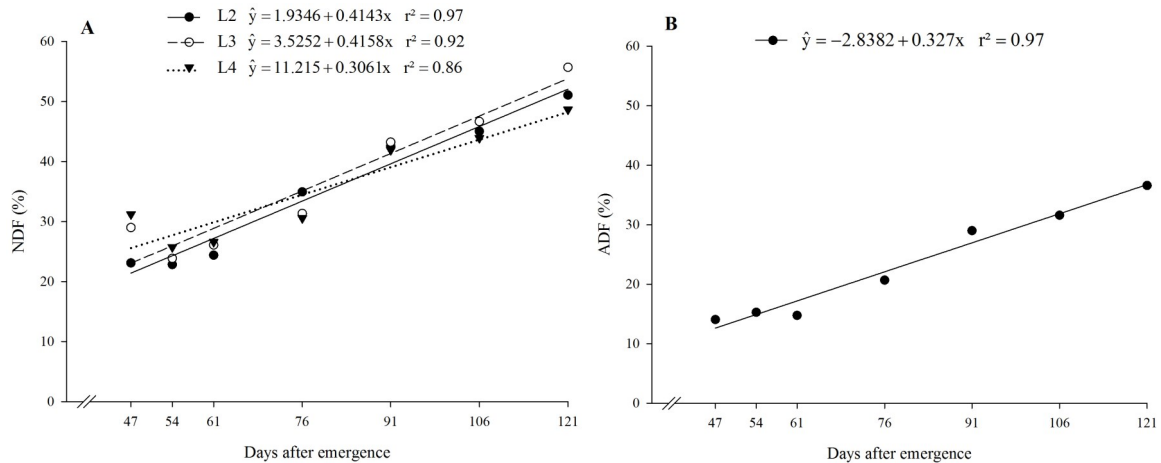 A
L2 ŷ = 1.9346 + 0.4143x r² = 0.97
L3 ŷ = 3.5252 + 0.4158x r² = 0.92
L4 ŷ = 11.215 + 0.3061x r² = 0.86
60
50
40
30
20
10
0
NDF (%)
47 54 61 76 91 106 121
Days after emergence
B
ŷ = −2.8382 + 0.327x r² = 0.97
60
50
40
30
20
10
0
ADF (%)
47 54 61 76 91 106 121
Days after emergence